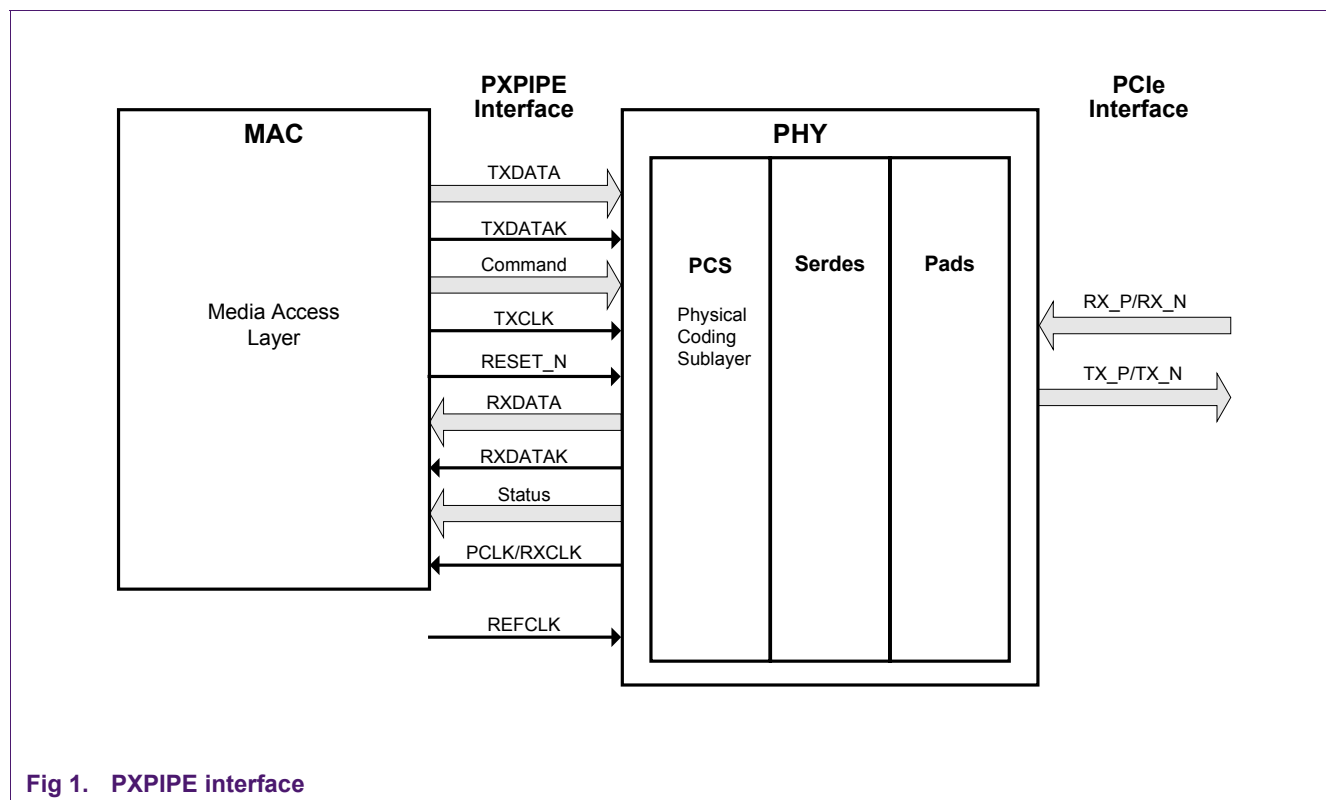 PXPIPE
Interface
PCIe
Interface
MAC
PHY
TXDATA
TXDATAK
Command
TXCLK
RESET_N
RXDATA
RXDATAK
Status
PCLK/RXCLK
REFCLK
Media Access
Layer
PCS
Serdes
Pads
Physical
Coding
Sublayer
RX_P/RX_N
TX_P/TX_N
Fig 1. PXPIPE interface